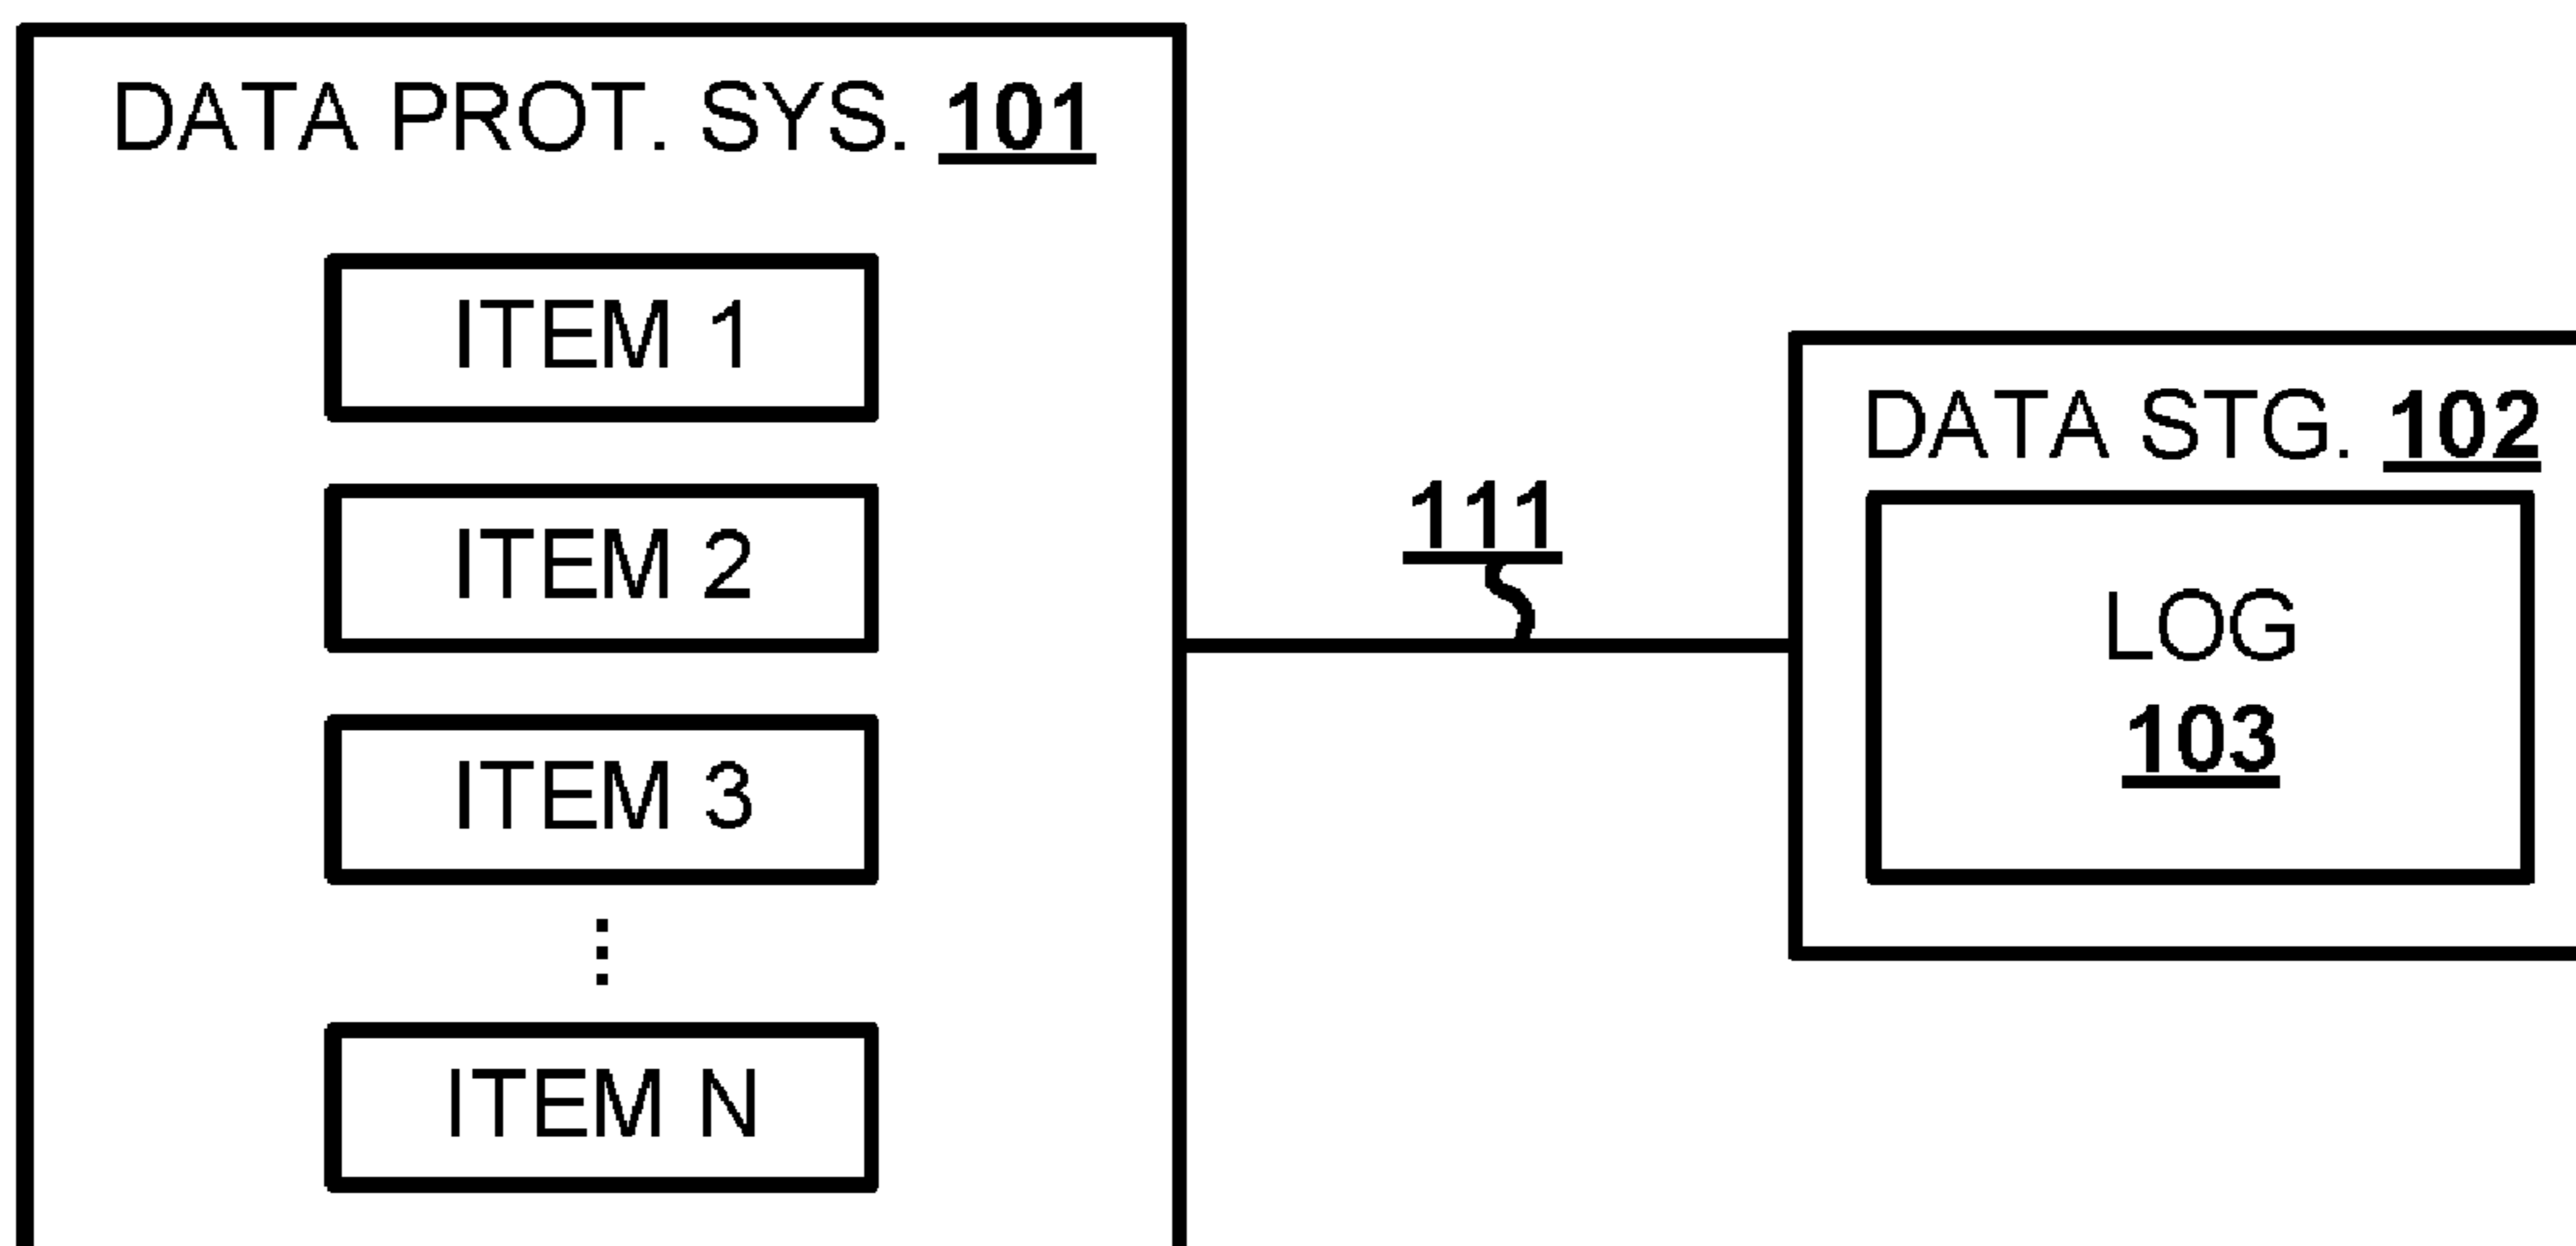 DATA PROT. SYS. 101
ITEM 1
ITEM 2
ITEM 3
ITEM N
111
DATA STG. 102
LOG
103